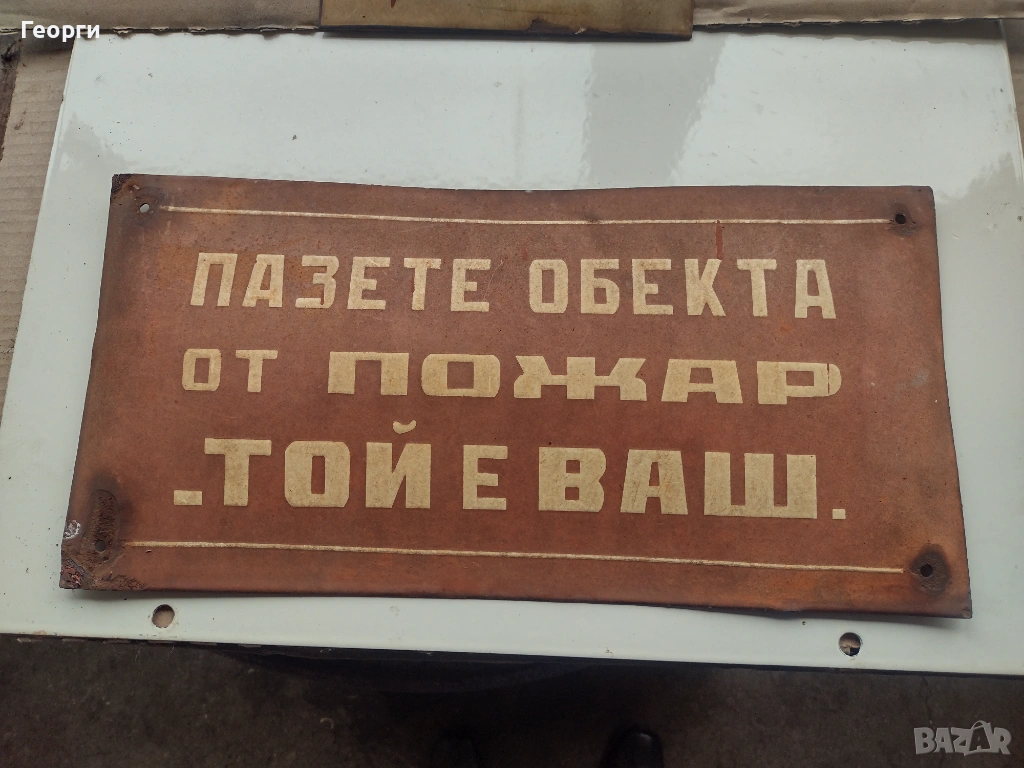 Георги
ПАЗЕТЕ ОБЕКТА
ОТ ПОЖАР
-ТОЙ Е ВАШ.
BAZAR